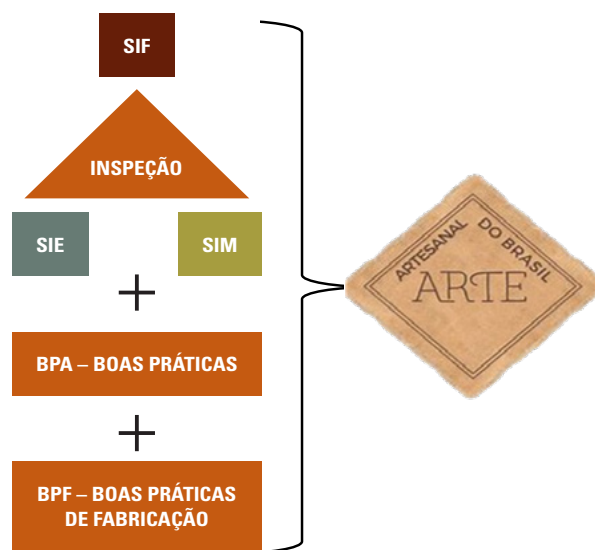 SIF
INSPEÇÃO
SIE
SIM
+
BPA – BOAS PRÁTICAS
+
BPF – BOAS PRÁTICAS
DE FABRICAÇÃO
ARTESANAL DO BRASIL
ARTE